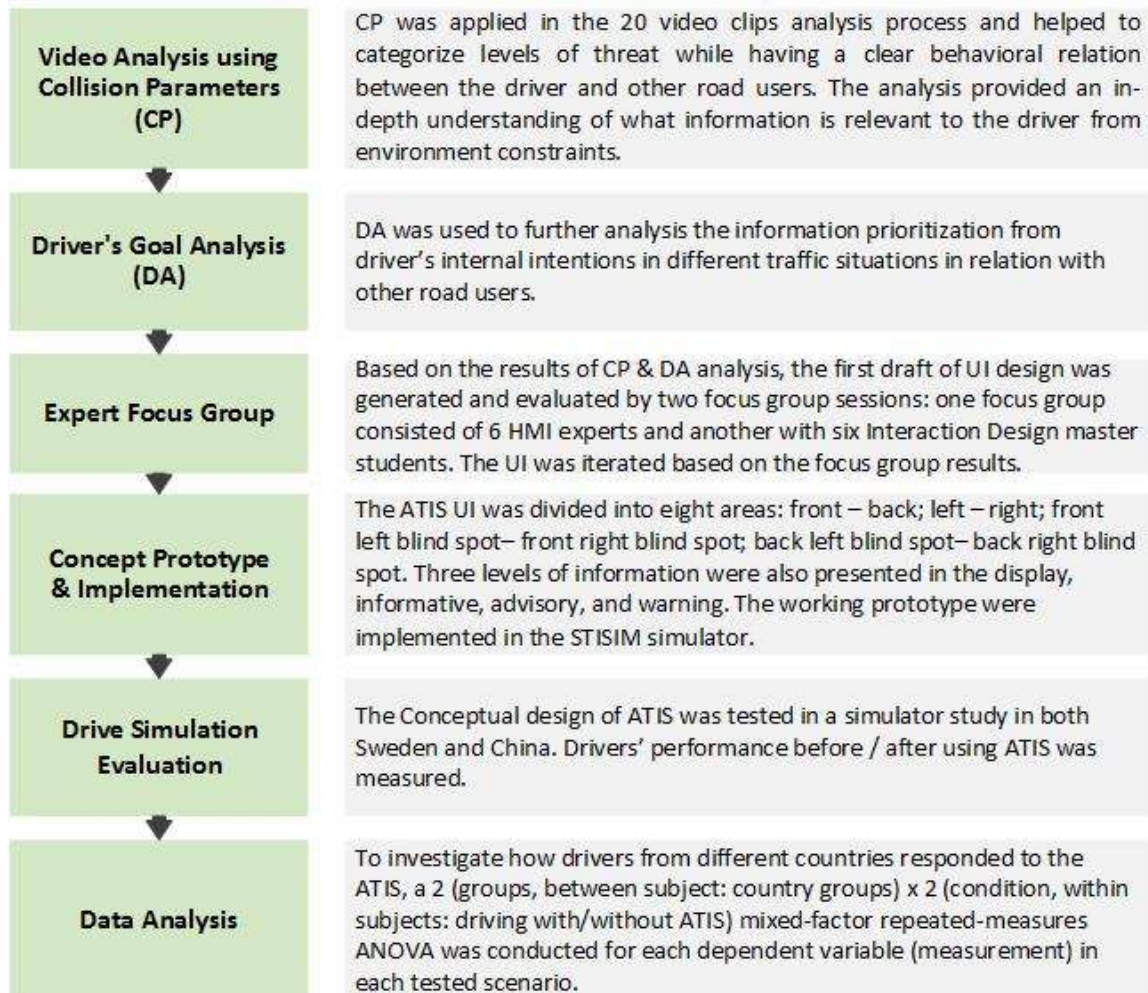 Video Analysis using
Collision Parameters
(CP)
CP was applied in the 20 video clips analysis process and helped to
categorize levels of threat while having a clear behavioral relation
between the driver and other road users. The analysis provided an in-
depth understanding of what information is relevant to the driver from
environment constraints.
Driver's Goal Analysis
(DA)
DA was used to further analysis the information prioritization from
driver's internal intentions in different traffic situations in relation with
other road users.
Expert Focus Group
Based on the results of CP & DA analysis, the first draft of UI design was
generated and evaluated by two focus group sessions: one focus group
consisted of 6 HMI experts and another with six Interaction Design master
students. The UI was iterated based on the focus group results.
Concept Prototype
& Implementation
The ATIS UI was divided into eight areas: front – back; left – right; front
left blind spot– front right blind spot; back left blind spot– back right blind
spot. Three levels of information were also presented in the display,
informative, advisory, and warning. The working prototype were
implemented in the STISIM simulator.
Drive Simulation
Evaluation
The Conceptual design of ATIS was tested in a simulator study in both
Sweden and China. Drivers' performance before / after using ATIS was
measured.
Data Analysis
To investigate how drivers from different countries responded to the
ATIS, a 2 (groups, between subject: country groups) x 2 (condition, within
subjects: driving with/without ATIS) mixed-factor repeated-measures
ANOVA was conducted for each dependent variable (measurement) in
each tested scenario.